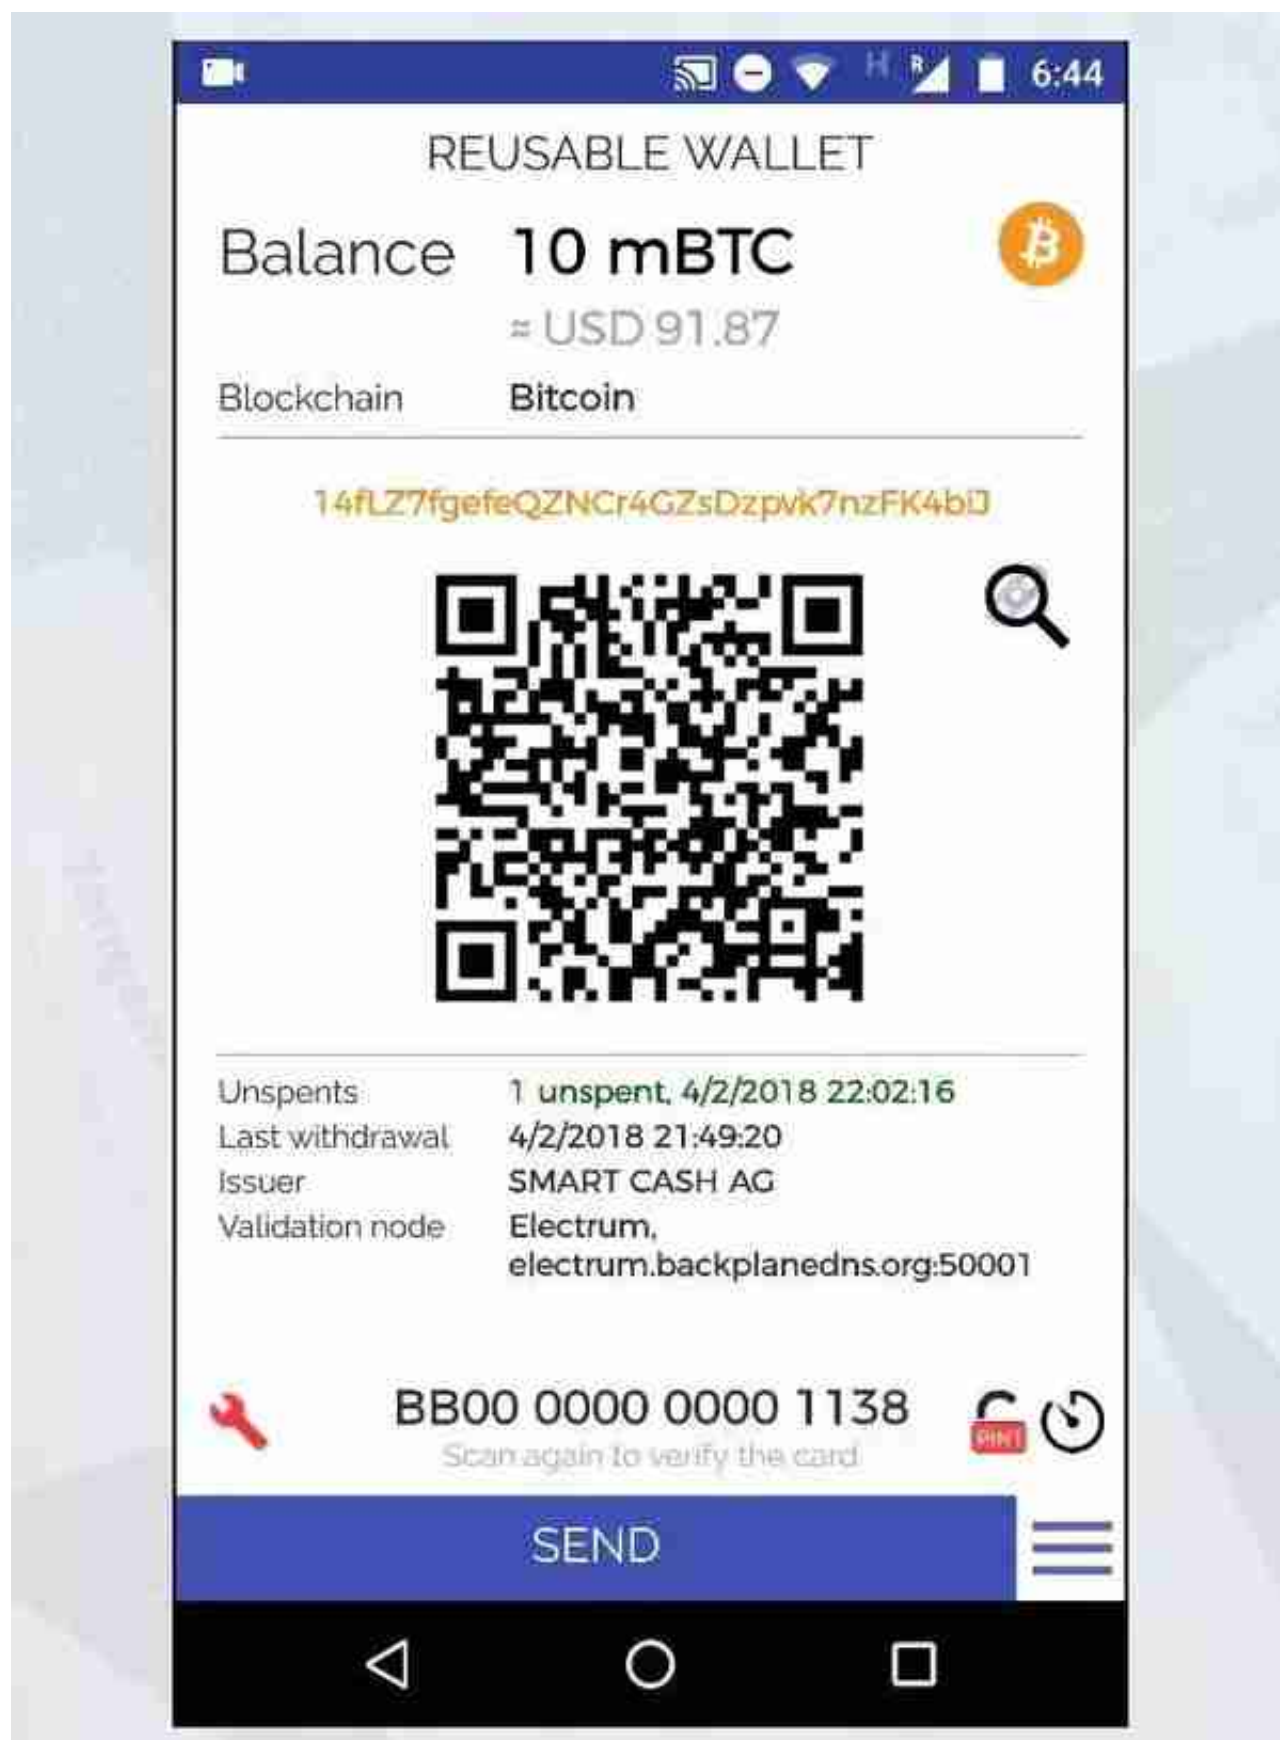 6:44
REUSABLE WALLET
Balance 10 mBTC
≈ USD 91.87
Blockchain Bitcoin
14fLZ7fgefeQZNCr4GZsDzpvk7nzFK4biJ
Unspents 1 unspent, 4/2/2018 22:02:16
Last withdrawal 4/2/2018 21:49:20
Issuer SMART CASH AG
Validation node Electrum,
electrum.backplanedns.org:50001
BB00 0000 0000 1138
PIN1
Scan again to verify the card
SEND